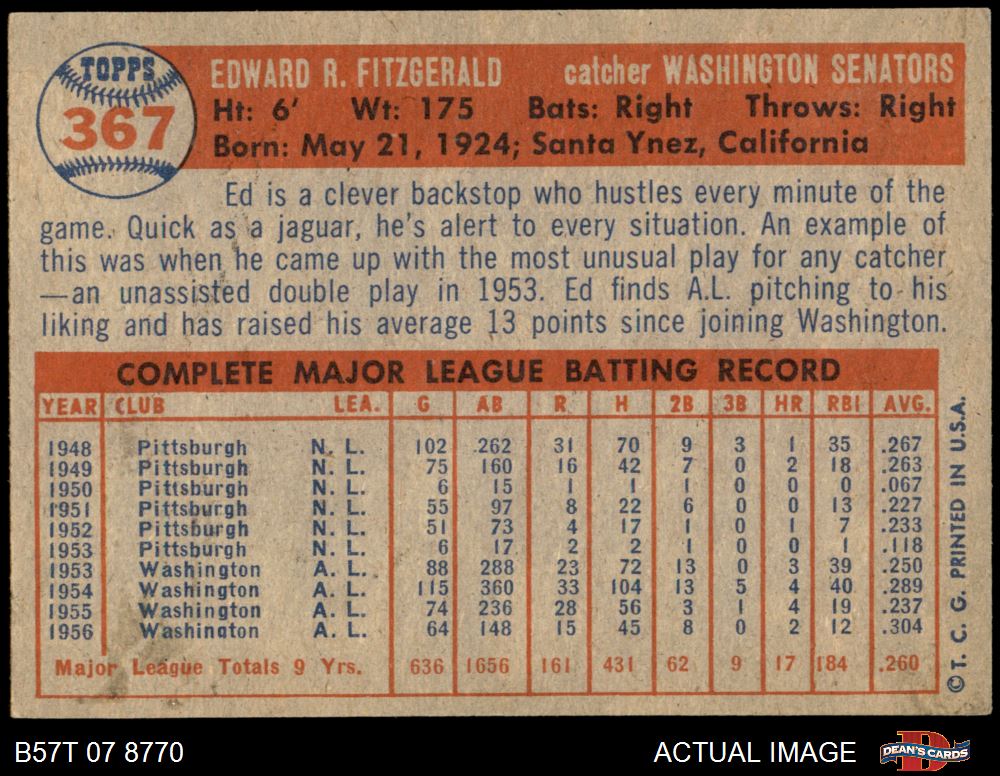 TOPPS
367
EDWARD R. FITZGERALD catcher WASHINGTON SENATORS
Ht: 6' Wt: 175 Bats: Right Throws: Right
Born: May 21, 1924; Santa Ynez, California
Ed is a clever backstop who hustles every minute of the
game. Quick as a jaguar, he's alert to every situation. An example of
this was when he came up with the most unusual play for any catcher
—an unassisted double play in 1953. Ed finds A.L. pitching to his
liking and has raised his average 13 points since joining Washington.
COMPLETE MAJOR LEAGUE BATTING RECORD
YEAR CLUB LEA. G AB R H 2B 3B HR RBI AVG.
1948 Pittsburgh N. L. 102 262 31 70 9 3 1 35 .267
1949 Pittsburgh N. L. 75 160 16 42 7 0 2 18 .263
1950 Pittsburgh N. L. 6 15 1 1 1 0 0 0 .067
1951 Pittsburgh N. L. 55 97 8 22 6 0 0 13 .227
1952 Pittsburgh N. L. 51 73 4 17 1 0 1 7 .233
1953 Pittsburgh N. L. 6 17 2 2 1 0 0 1 .118
1953 Washington A. L. 88 288 23 72 13 0 3 39 .250
1954 Washington A. L. 115 360 33 104 13 5 4 40 .289
1955 Washington A. L. 74 236 28 56 3 1 4 19 .237
1956 Washington A. L. 64 148 15 45 8 0 2 12 .304
Major League Totals 9 Yrs. 636 1656 161 431 62 9 17 184 .260
© T. C. G. PRINTED IN U.S.A.
B57T 07 8770 ACTUAL IMAGE DEAN'S CARDS